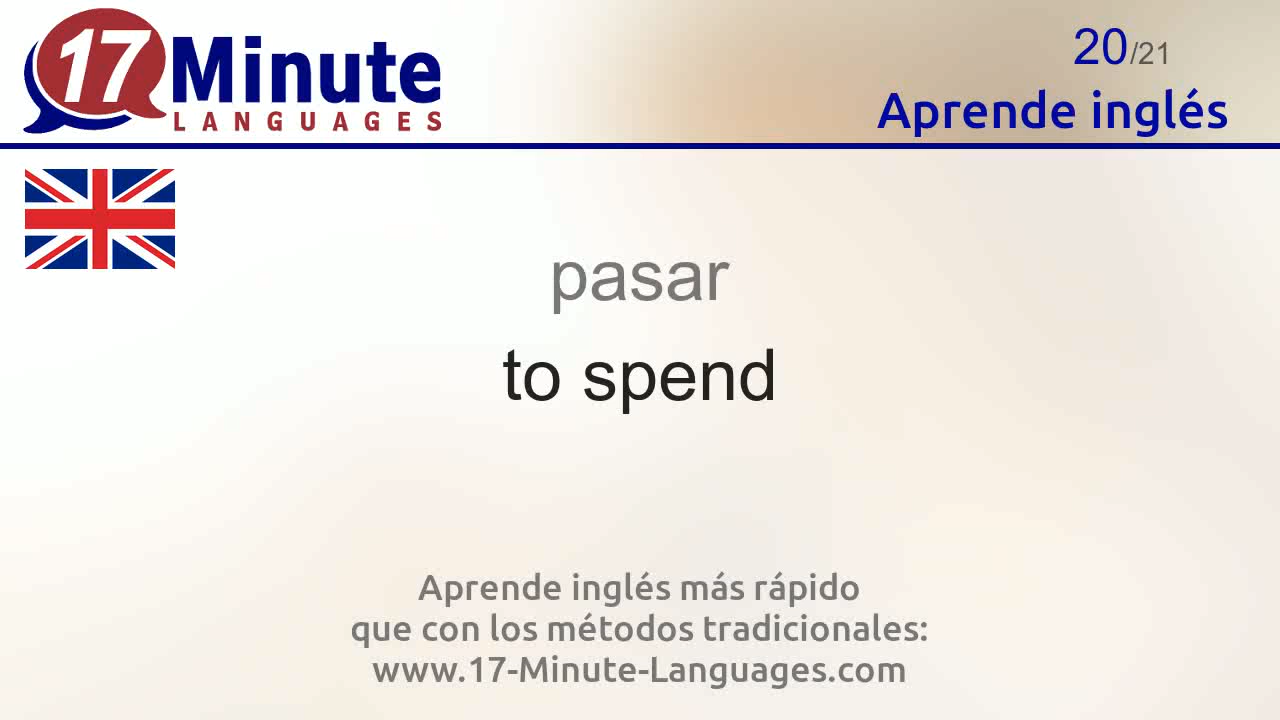 17 Minute
LANGUAGES
20/21
Aprende inglés
pasar
to spend
Aprende inglés más rápido
que con los métodos tradicionales:
www.17-Minute-Languages.com